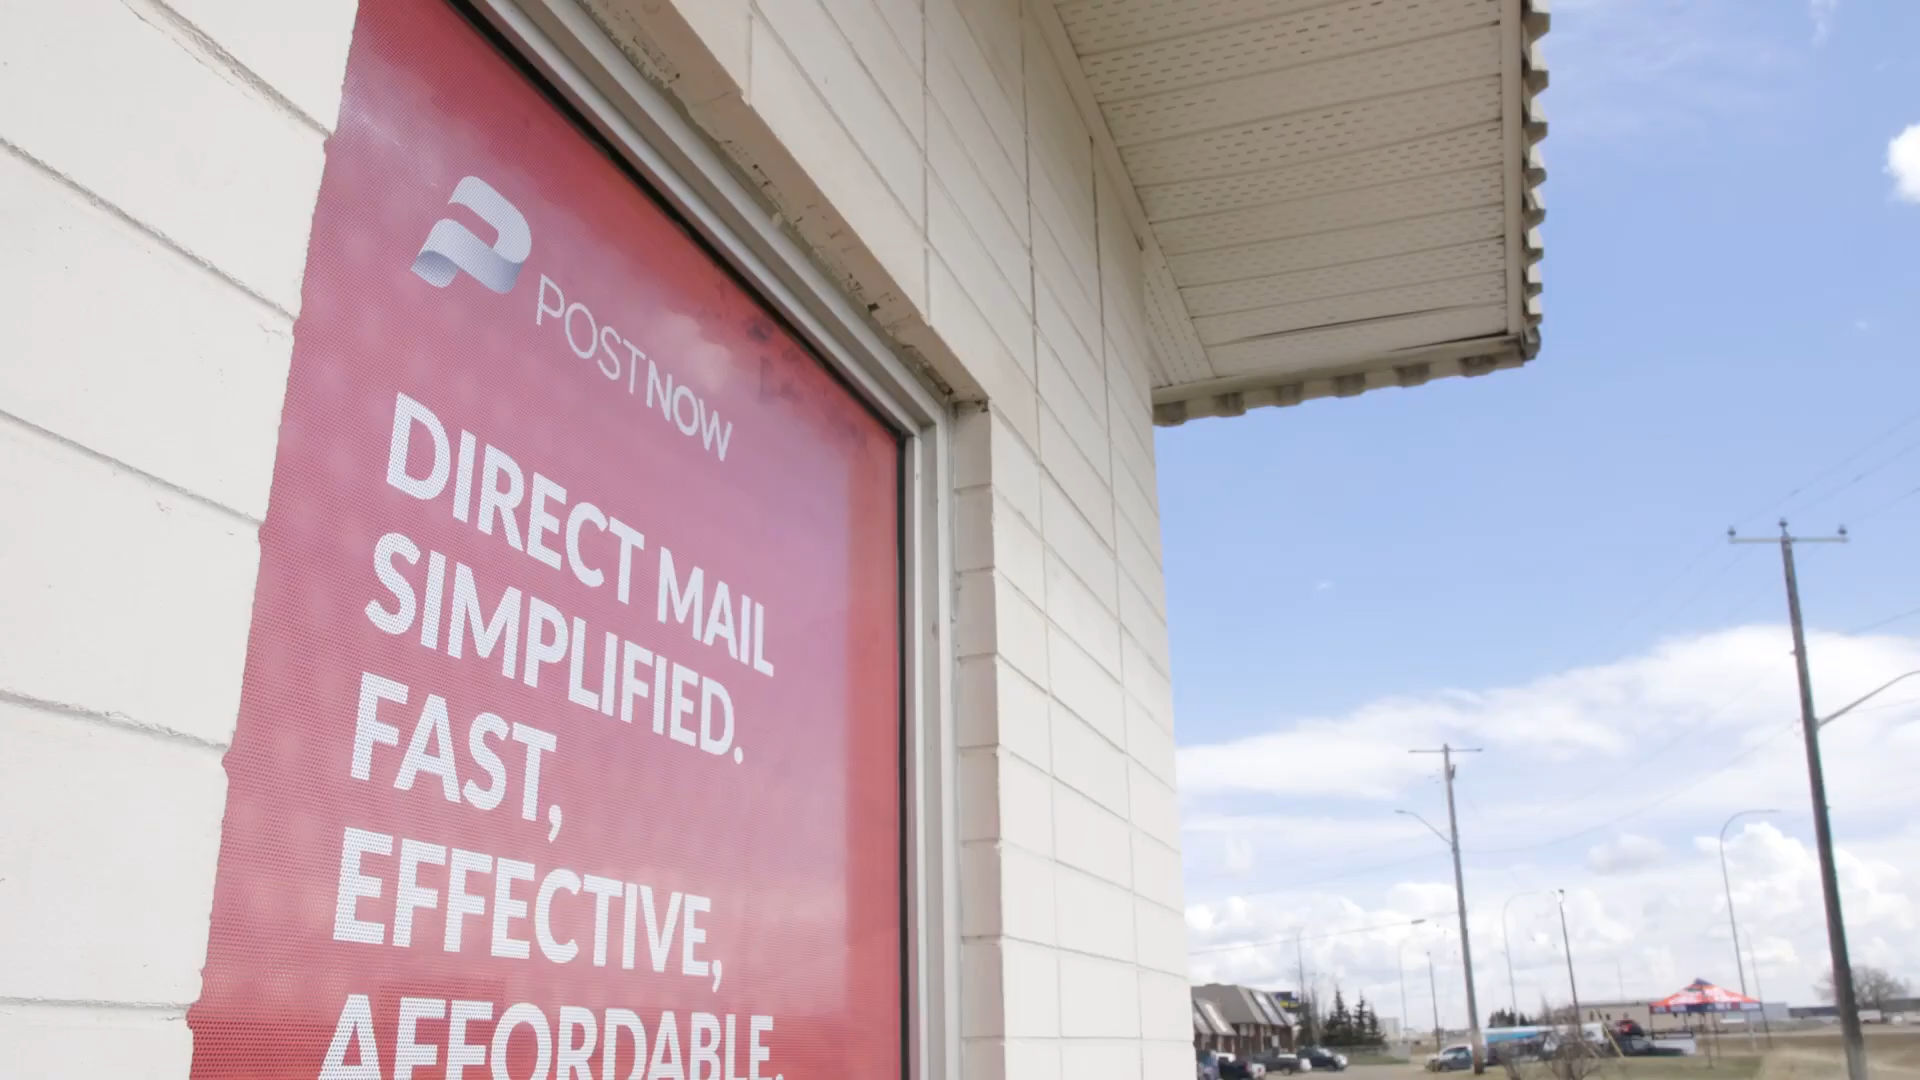 POSTNOW
DIRECT MAIL
SIMPLIFIED.
FAST,
EFFECTIVE,
AFFORDABLE.